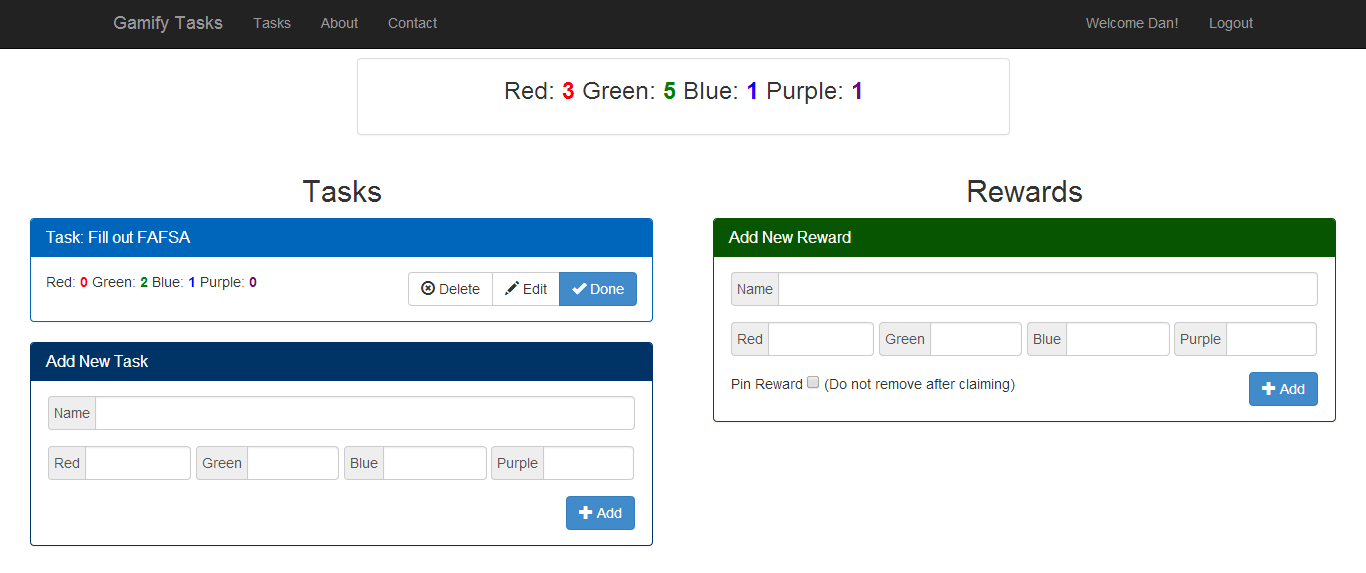 Gamify Tasks Tasks About Contact Welcome Dan! Logout
Red: 3 Green: 5 Blue: 1 Purple: 1
Tasks
Task: Fill out FAFSA
Red: 0 Green: 2 Blue: 1 Purple: 0 Delete Edit Done
Add New Task
Name
Red Green Blue Purple
Add
Rewards
Add New Reward
Name
Red Green Blue Purple
Pin Reward (Do not remove after claiming) Add